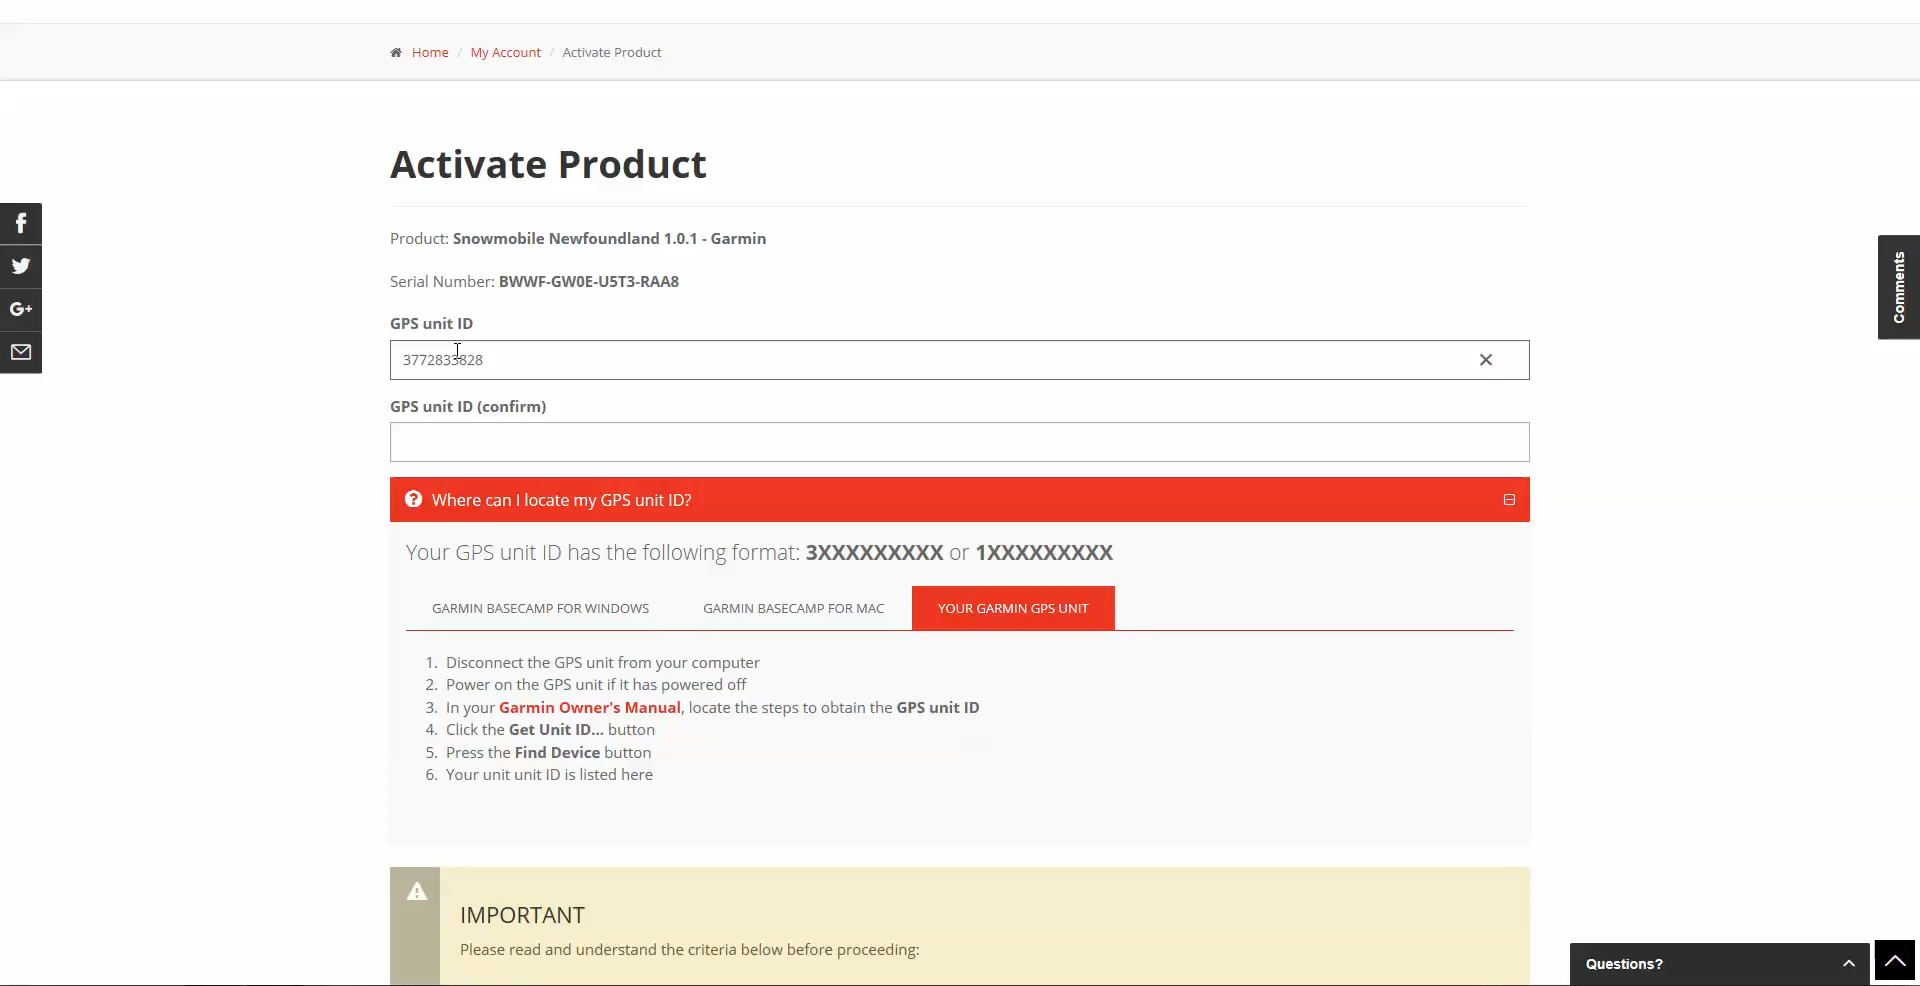 Home / My Account / Activate Product
Activate Product
Product: Snowmobile Newfoundland 1.0.1 - Garmin
Serial Number: BWWF-GW0E-U5T3-RAA8
GPS unit ID
3772833828
GPS unit ID (confirm)
Where can I locate my GPS unit ID?
Your GPS unit ID has the following format: 3XXXXXXXXX or 1XXXXXXXXX
GARMIN BASECAMP FOR WINDOWS GARMIN BASECAMP FOR MAC YOUR GARMIN GPS UNIT
1. Disconnect the GPS unit from your computer
2. Power on the GPS unit if it has powered off
3. In your Garmin Owner's Manual, locate the steps to obtain the GPS unit ID
4. Click the Get Unit ID... button
5. Press the Find Device button
6. Your unit unit ID is listed here
IMPORTANT
Please read and understand the criteria below before proceeding:
Comments
Questions?